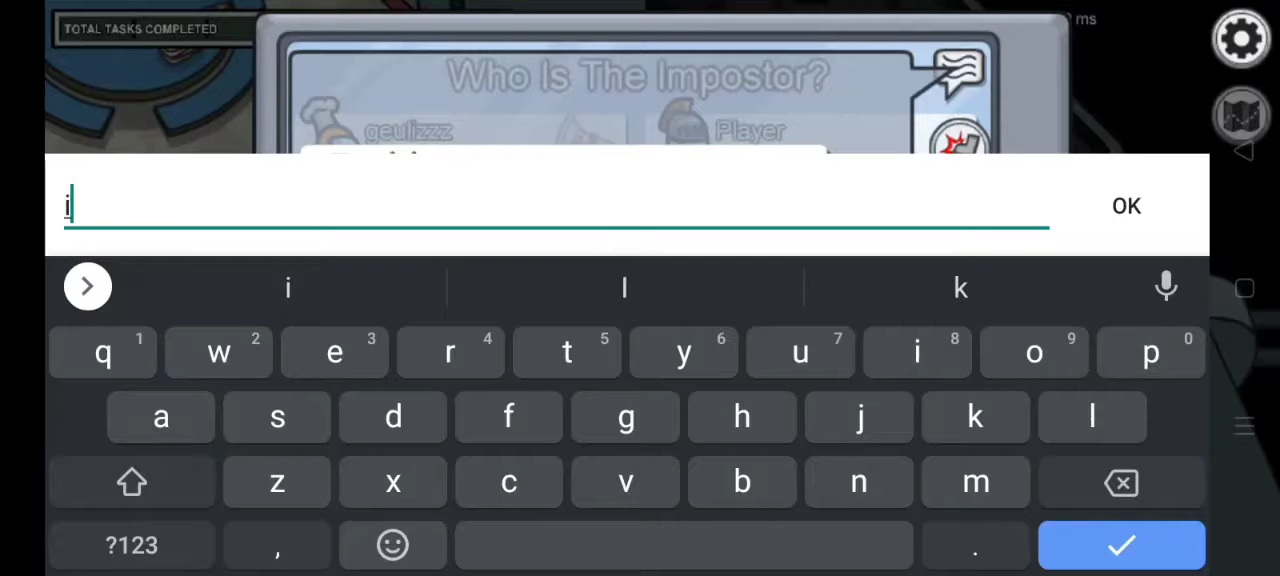 TOTAL TASKS COMPLETED
ms
Who Is The Impostor?
geulizzz Player
i
OK
i l k
q 1 w 2 e 3 r 4 t 5 y 6 u 7 i 8 o 9 p 0
a s d f g h j k l
z x c v b n m
?123 , .